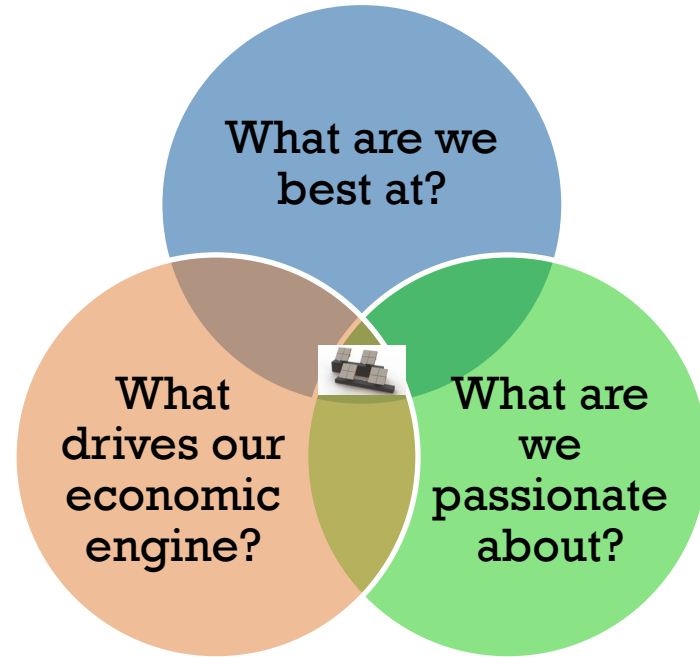 What are we
best at?
What
drives our
economic
engine?
What are
we
passionate
about?